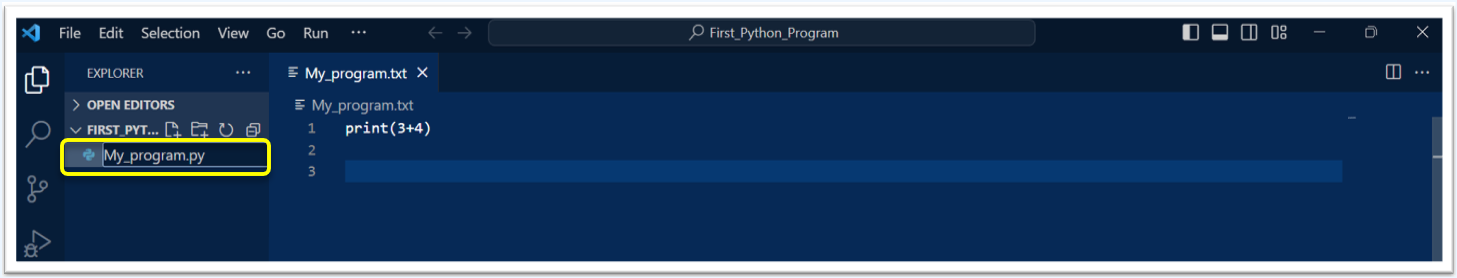 File Edit Selection View Go Run ··· ← → First_Python_Program
EXPLORER ···
My_program.txt ×
> OPEN EDITORS
My_program.txt
FIRST_PYT...
1 print(3+4)
My_program.py
2
3